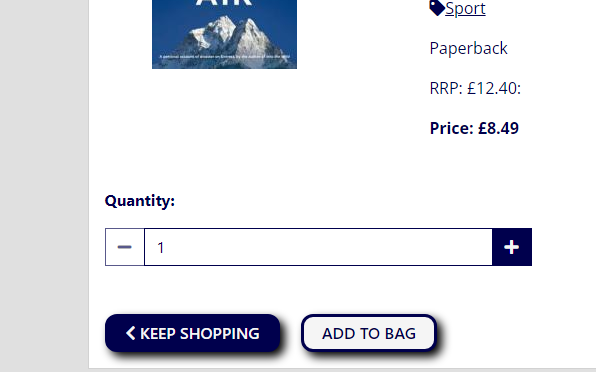 AIR
A personal account of disaster on Everest, by the author of Into the Wild
Sport
Paperback
RRP: £12.40:
Price: £8.49
Quantity:
1
KEEP SHOPPING
ADD TO BAG